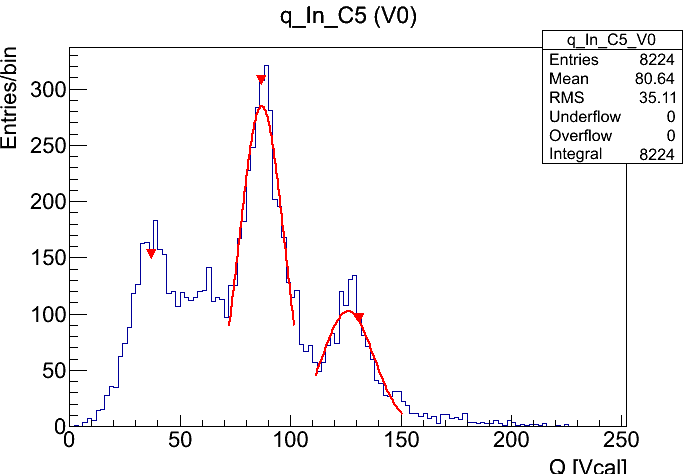 q_In_C5 (V0)
q_In_C5_V0
Entries 8224
Mean 80.64
RMS 35.11
Underflow 0
Overflow 0
Integral 8224
Entries/bin
300
250
200
150
100
50
0
0 50 100 150 200 250
Q [Vcal]